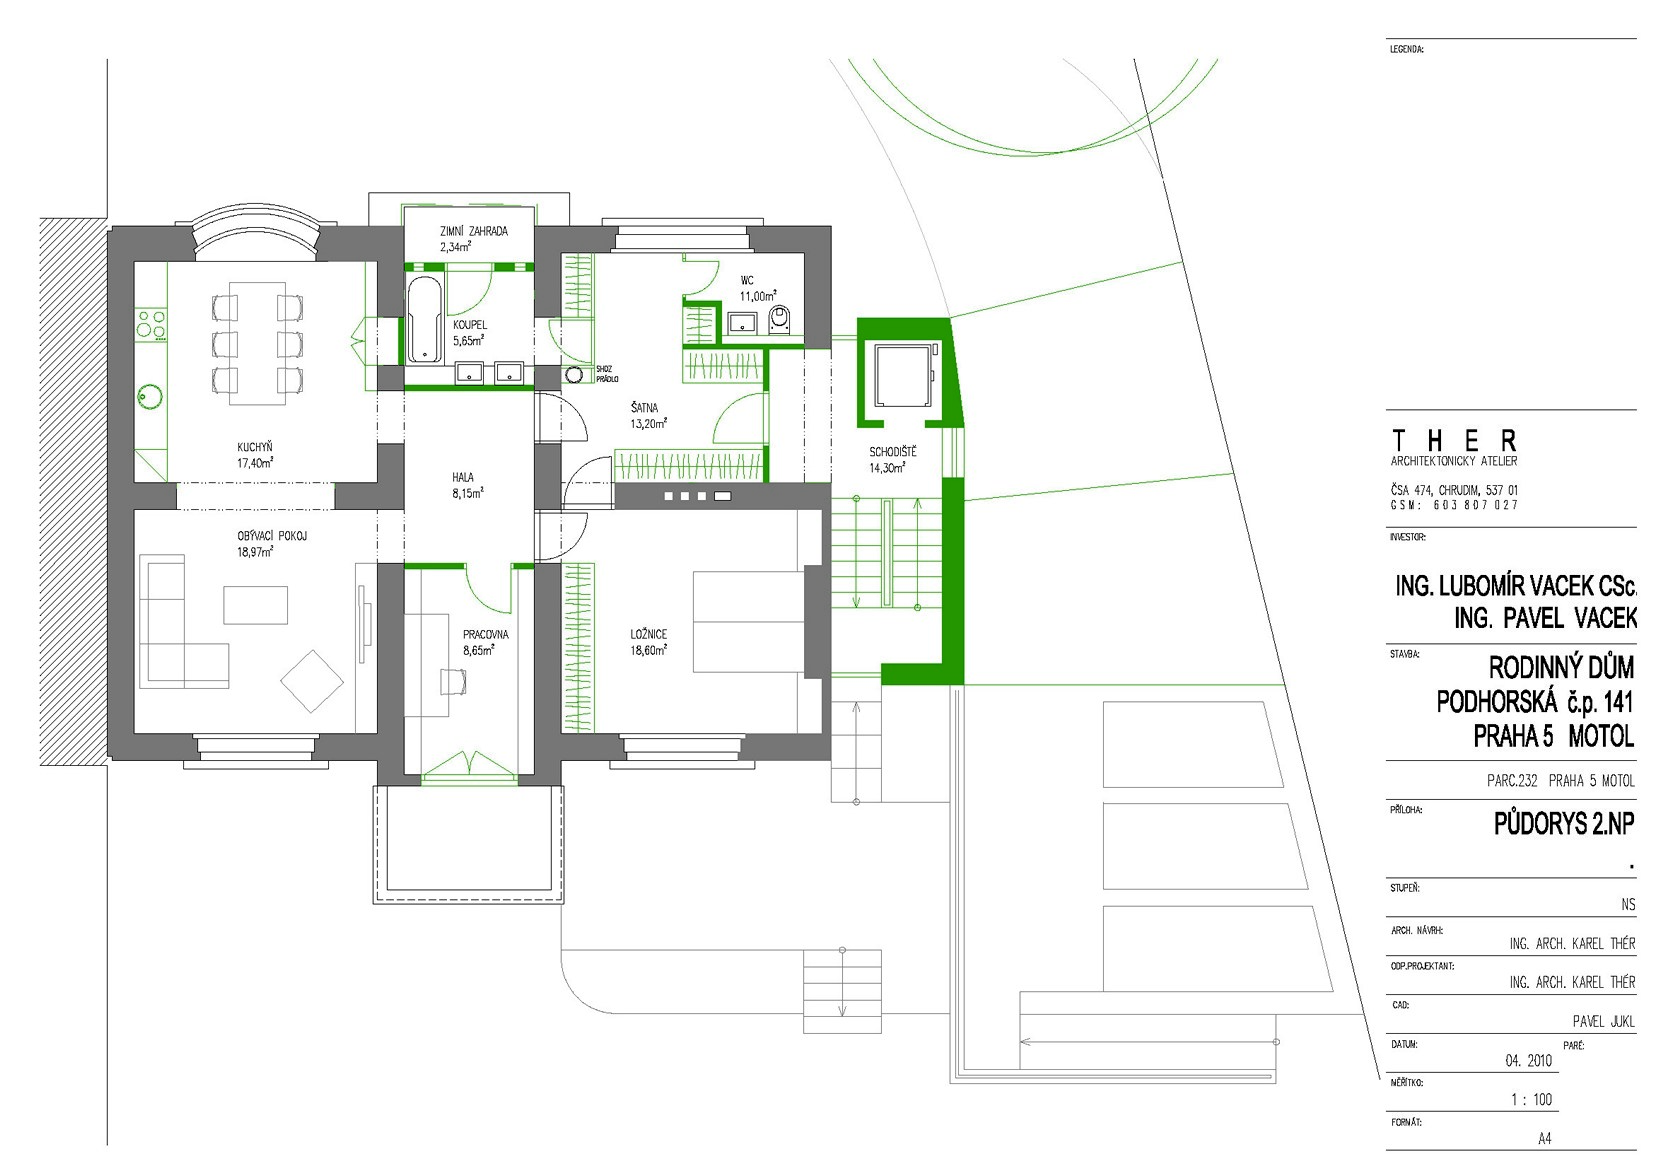 LEGENDA:
ZIMNÍ ZAHRADA
2,34m²
WC
11,00m²
KOUPEL
5,65m²
SHOZ
PRÁDLO
ŠATNA
13,20m²
KUCHYŇ
17,40m²
HALA
8,15m²
SCHODIŠTĚ
14,30m²
OBÝVACÍ POKOJ
18,97m²
PRACOVNA
8,65m²
LOŽNICE
18,60m²
THER
ARCHITEKTONICKÝ ATELIER
ČSA 474, CHRUDIM, 537 01
GSM: 603 807 027
INVESTOR:
ING. LUBOMÍR VACEK CSc.
ING. PAVEL VACEK
STAVBA:
RODINNÝ DŮM
PODHORSKÁ č.p. 141
PRAHA 5 MOTOL
PARC.232 PRAHA 5 MOTOL
PŘÍLOHA:
PŮDORYS 2.NP
.
STUPEŇ:
NS
ARCH. NÁVRH:
ING. ARCH. KAREL THÉR
ODP.PROJEKTANT:
ING. ARCH. KAREL THÉR
CAD:
PAVEL JUKL
DATUM:
04. 2010
PARÉ:
MĚŘÍTKO:
1 : 100
FORMÁT:
A4